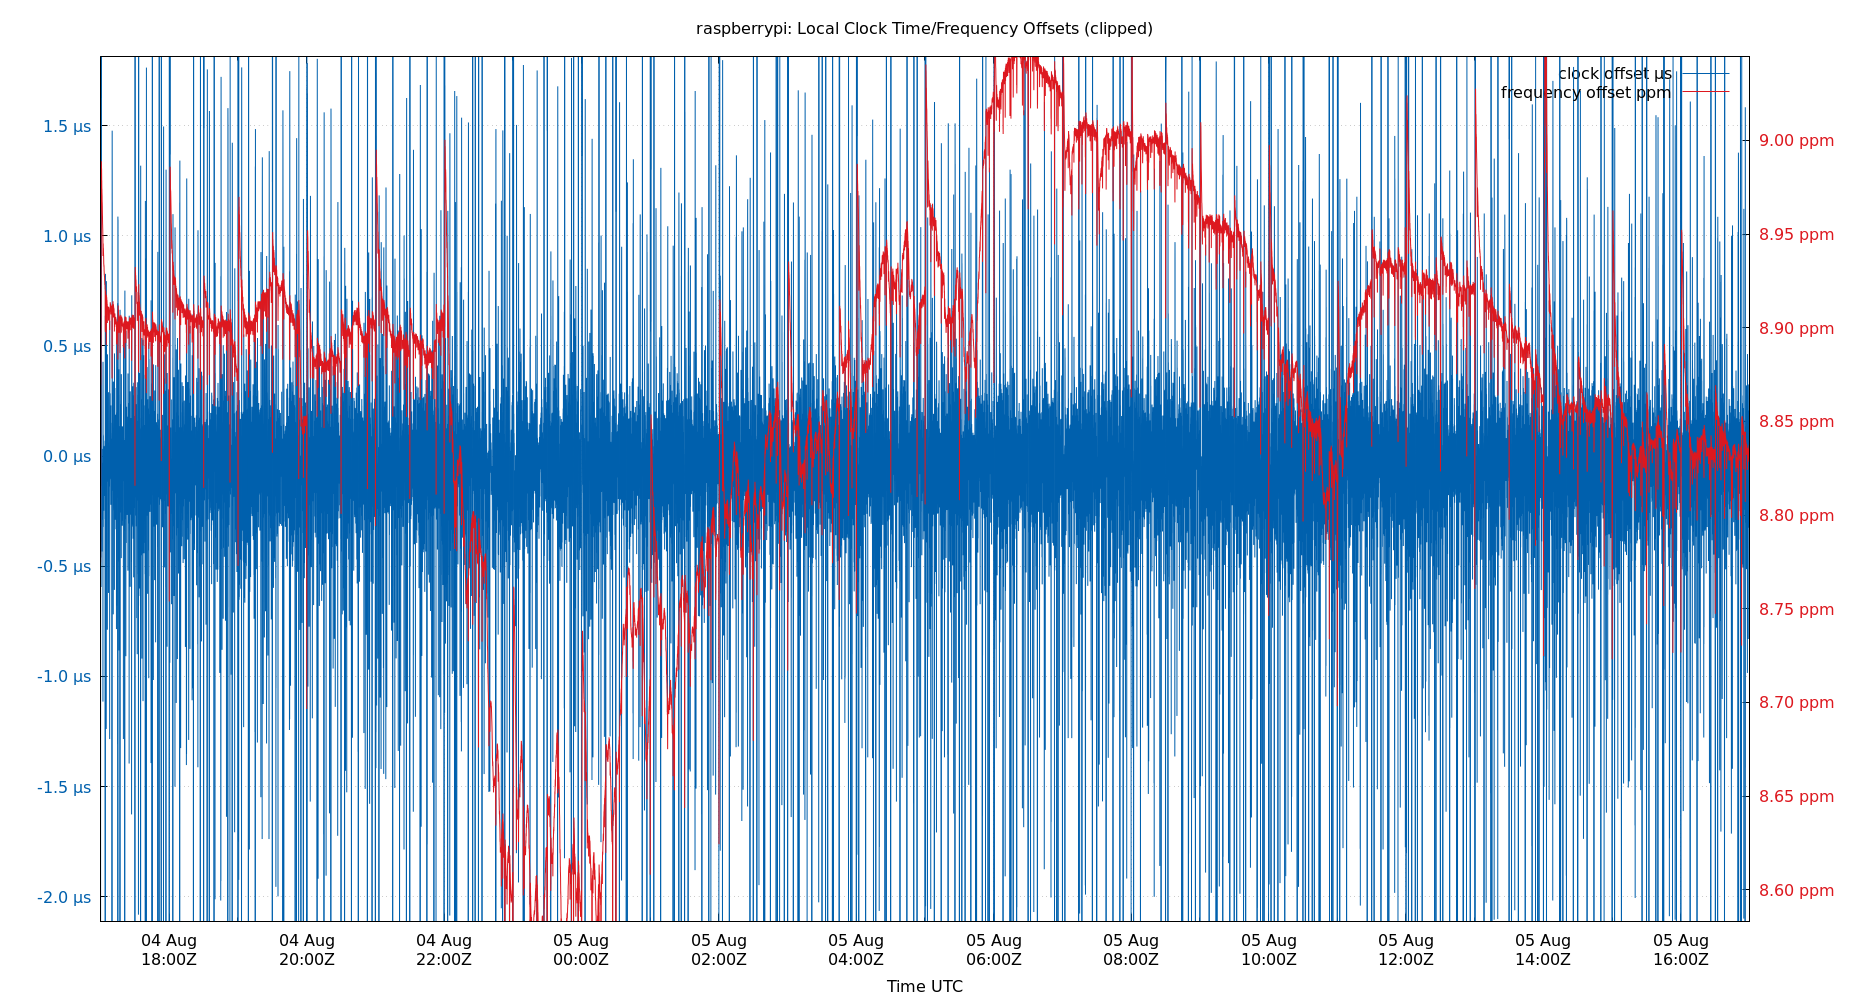 raspberrypi: Local Clock Time/Frequency Offsets (clipped)
clock offset µs
frequency offset ppm
1.5 µs
1.0 µs
0.5 µs
0.0 µs
-0.5 µs
-1.0 µs
-1.5 µs
-2.0 µs
9.00 ppm
8.95 ppm
8.90 ppm
8.85 ppm
8.80 ppm
8.75 ppm
8.70 ppm
8.65 ppm
8.60 ppm
04 Aug 04 Aug 04 Aug 05 Aug 05 Aug 05 Aug 05 Aug 05 Aug 05 Aug 05 Aug 05 Aug 05 Aug
18:00Z 20:00Z 22:00Z 00:00Z 02:00Z 04:00Z 06:00Z 08:00Z 10:00Z 12:00Z 14:00Z 16:00Z
Time UTC